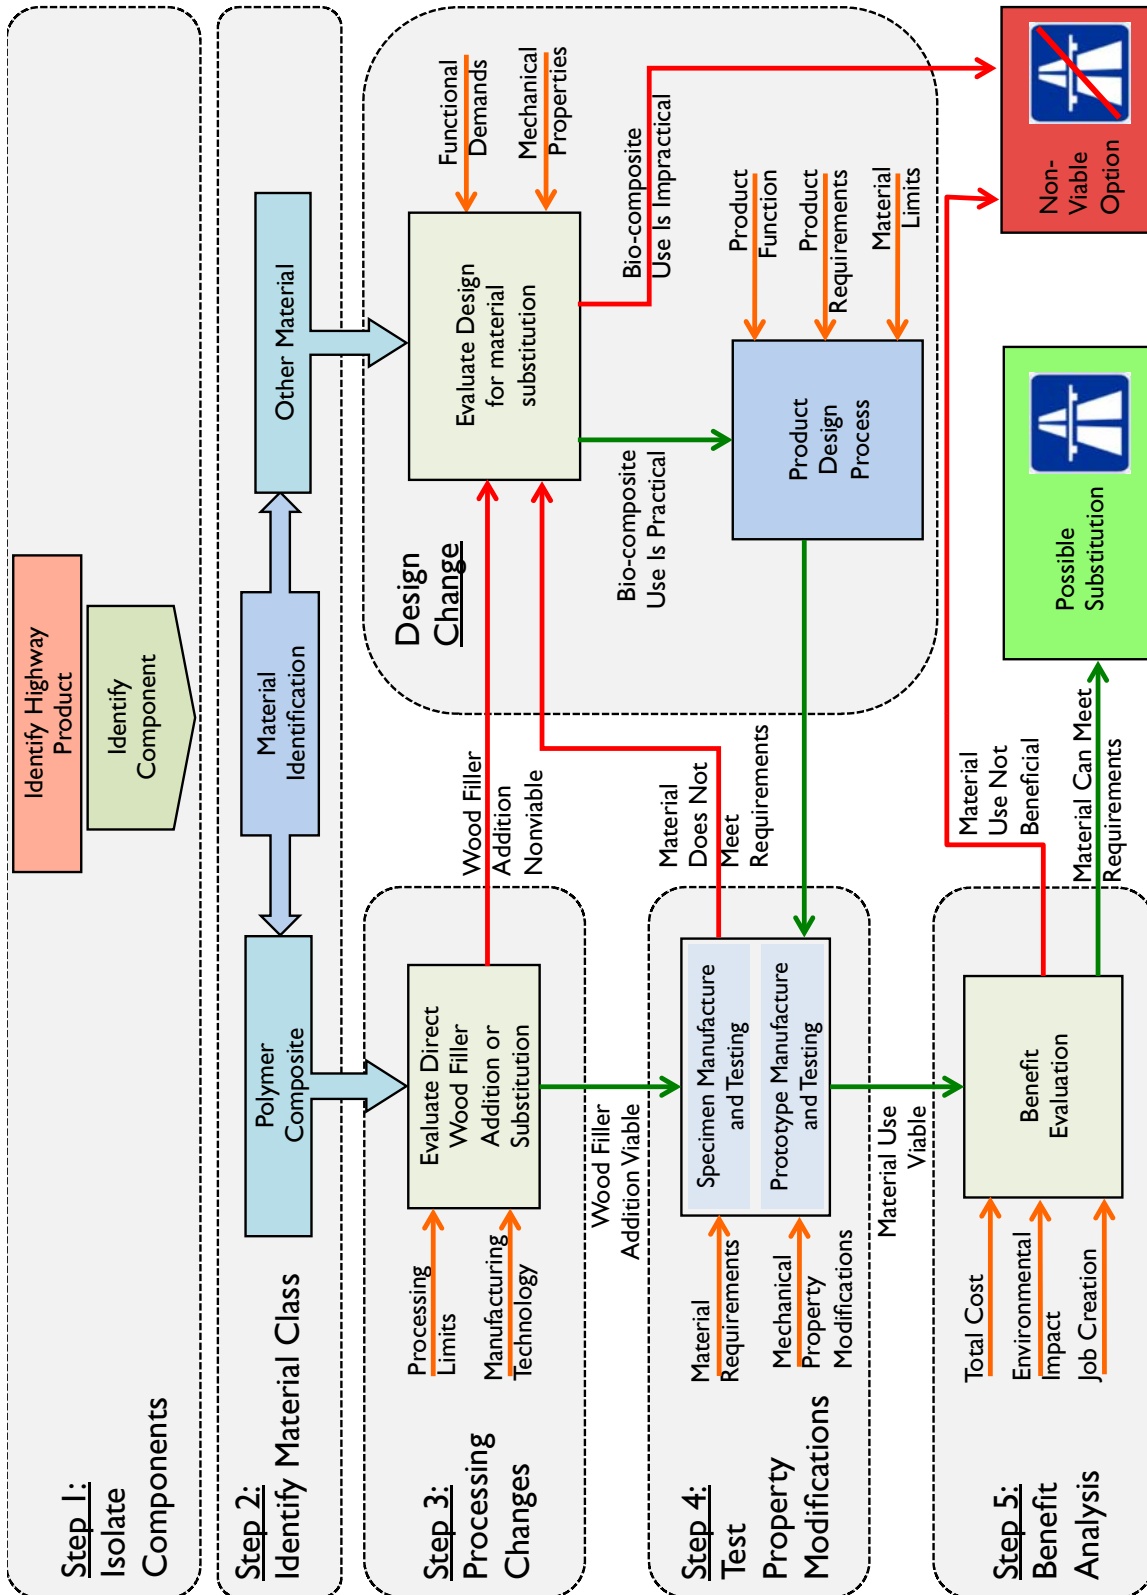 Step 1:
Isolate
Components
Identify Highway
Product
Identify
Component
Step 2:
Identify Material Class
Polymer
Composite
Material
Identification
Other Material
Step 3:
Processing
Changes
Processing
Limits
Manufacturing
Technology
Evaluate Direct
Wood Filler
Addition or
Substitution
Wood Filler
Addition
Nonviable
Wood Filler
Addition Viable
Design
Change
Evaluate Design
for material
substitution
Functional
Demands
Mechanical
Properties
Bio-composite
Use Is Practical
Bio-composite
Use Is Impractical
Product
Design
Process
Product
Function
Product
Requirements
Material
Limits
Step 4:
Test
Property
Modifications
Material
Requirements
Mechanical
Property
Modifications
Specimen Manufacture
and Testing
Prototype Manufacture
and Testing
Material
Does Not
Meet
Requirements
Material Use
Viable
Step 5:
Benefit
Analysis
Total Cost
Environmental
Impact
Job Creation
Benefit
Evaluation
Material
Use Not
Beneficial
Material Can Meet
Requirements
Possible
Substitution
Non-
Viable
Option